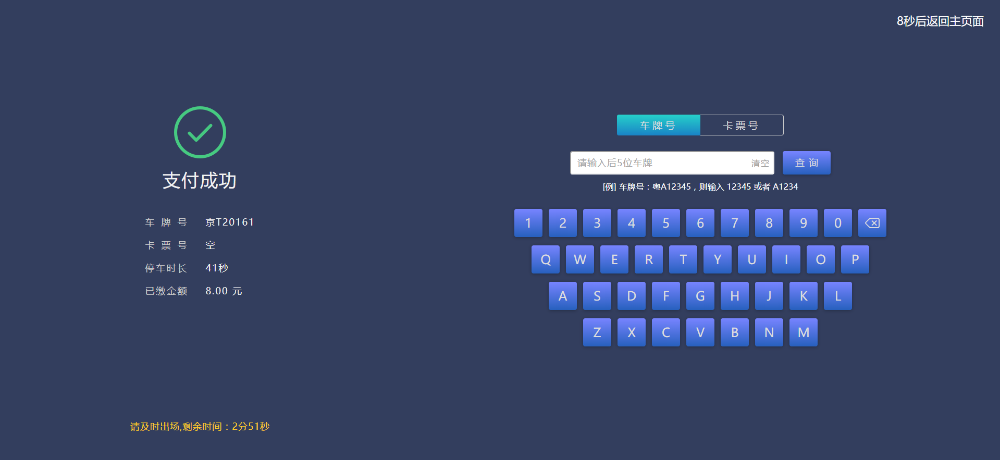 8秒后返回主页面
支付成功
车牌号 京T20161
卡票号 空
停车时长 41秒
已缴金额 8.00 元
请及时出场,剩余时间：2分51秒
车牌号 卡票号
请输入后5位车牌 清空 查询
[例] 车牌号：粤A12345，则输入 12345 或者 A1234
1 2 3 4 5 6 7 8 9 0
Q W E R T Y U I O P
A S D F G H J K L
Z X C V B N M